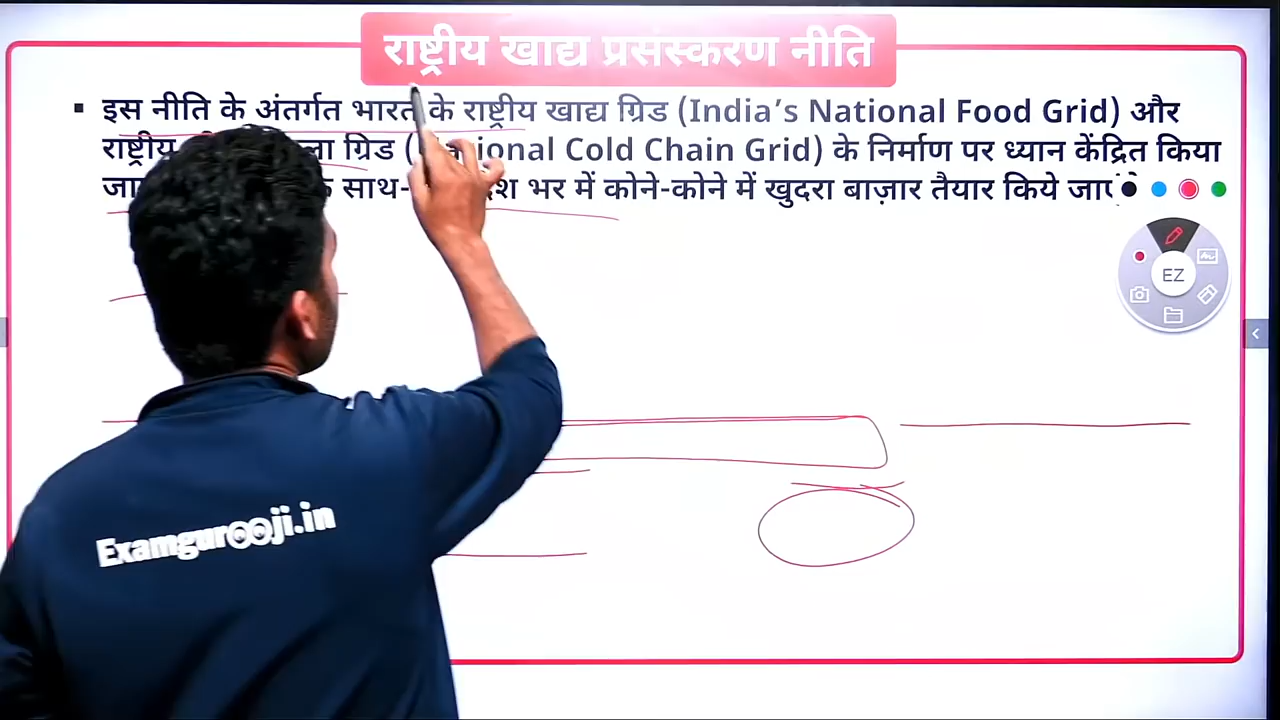 राष्ट्रीय खाद्य प्रसंस्करण नीति
इस नीति के अंतर्गत भारत के राष्ट्रीय खाद्य ग्रिड (India’s National Food Grid) और
राष्ट्रीय ग्रिड ( Cold Chain Grid) के निर्माण पर ध्यान केंद्रित किया
साथ- भर में कोने-कोने में खुदरा बाज़ार तैयार किये
EZ
Examgurooji.in